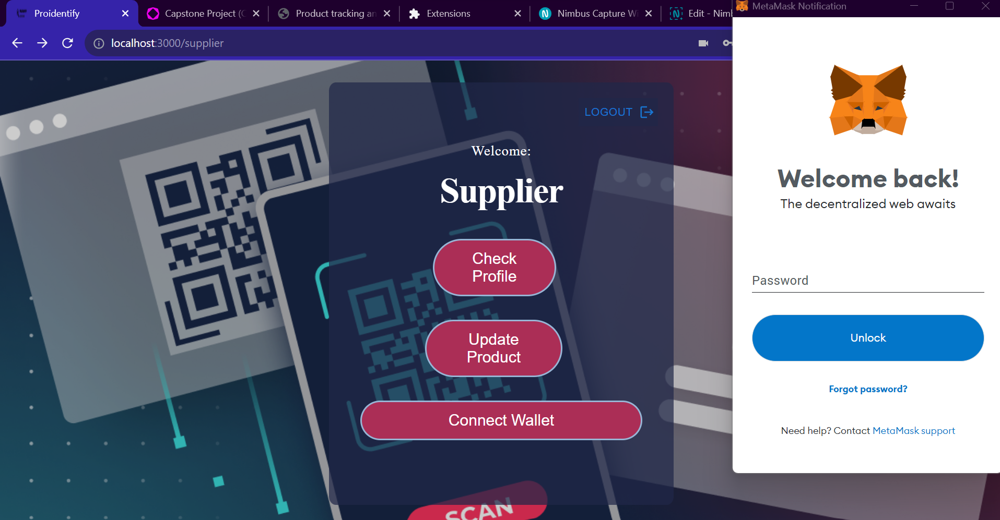 Proidentify
Capstone Project (
Product tracking an
Extensions
Nimbus Capture Wi
Edit - Nimb
MetaMask Notification
localhost:3000/supplier
LOGOUT
Welcome:
Supplier
Check
Profile
Update
Product
Connect Wallet
SCAN
Welcome back!
The decentralized web awaits
Password
Unlock
Forgot password?
Need help? Contact MetaMask support